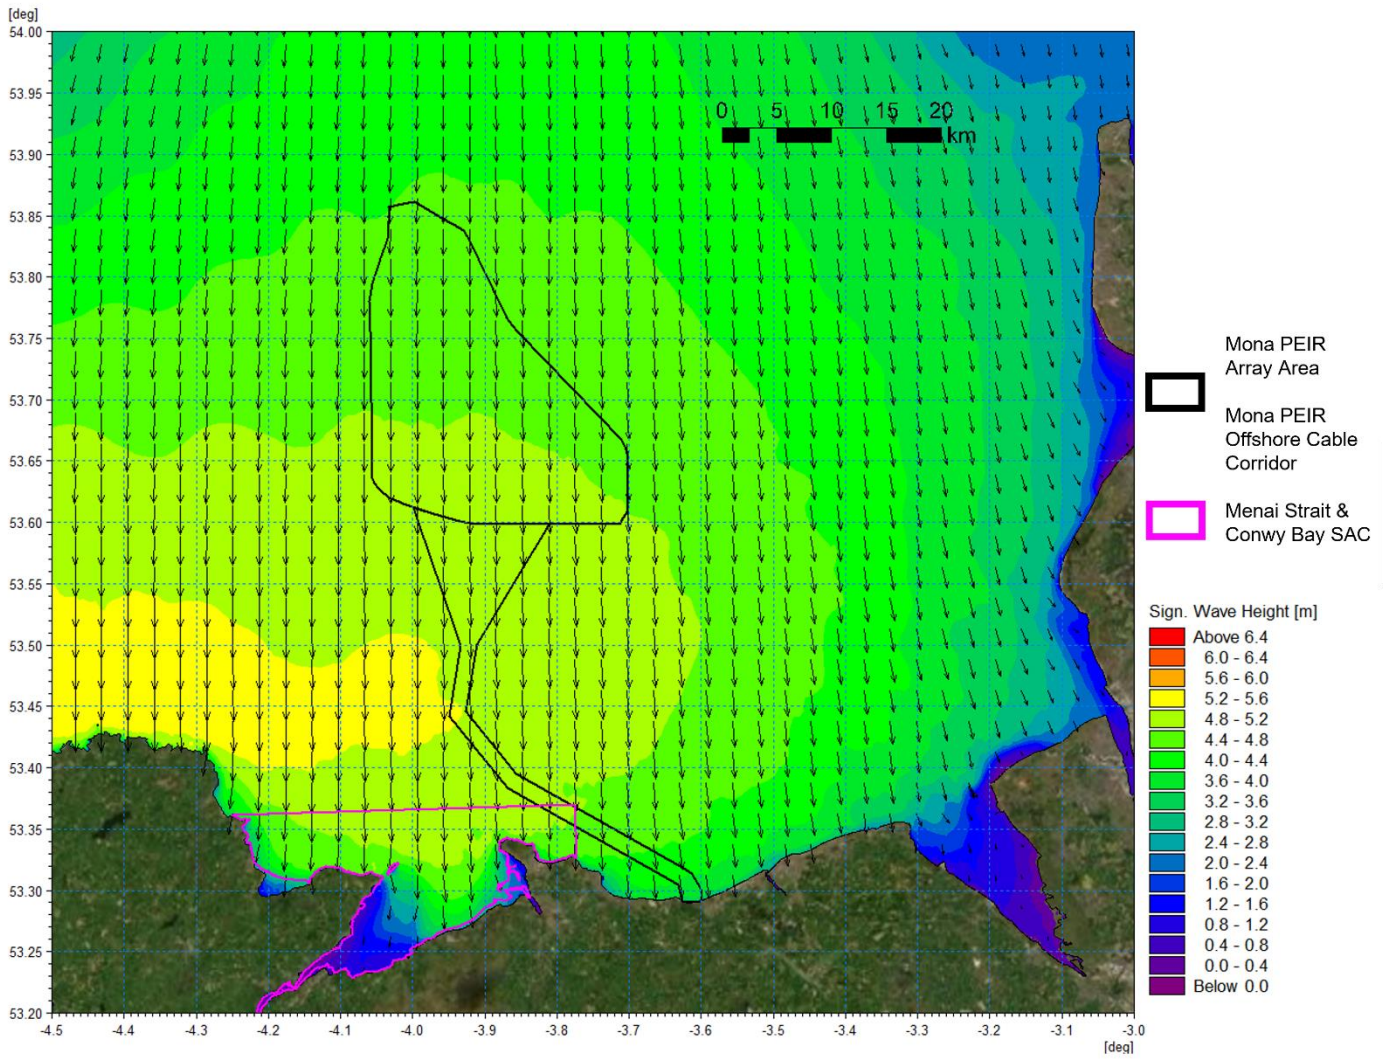 [deg]
54.00
53.95
53.90
53.85
53.80
53.75
53.70
53.65
53.60
53.55
53.50
53.45
53.40
53.35
53.30
53.25
53.20
0 5 10 15 20
km
-4.5 -4.4 -4.3 -4.2 -4.1 -4.0 -3.9 -3.8 -3.7 -3.6 -3.5 -3.4 -3.3 -3.2 -3.1 -3.0
[deg]
Mona PEIR
Array Area
Mona PEIR
Offshore Cable
Corridor
Menai Strait &
Conwy Bay SAC
Sign. Wave Height [m]
Above 6.4
6.0 - 6.4
5.6 - 6.0
5.2 - 5.6
4.8 - 5.2
4.4 - 4.8
4.0 - 4.4
3.6 - 4.0
3.2 - 3.6
2.8 - 3.2
2.4 - 2.8
2.0 - 2.4
1.6 - 2.0
1.2 - 1.6
0.8 - 1.2
0.4 - 0.8
0.0 - 0.4
Below 0.0